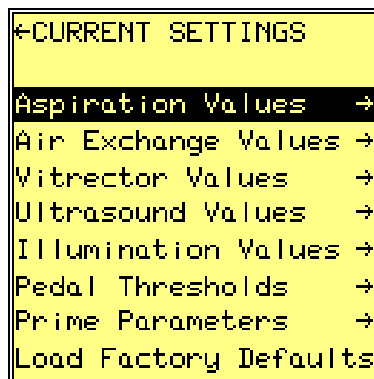 ←CURRENT SETTINGS
Aspiration Values →
Air Exchange Values →
Vitrector Values →
Ultrasound Values →
Illumination Values →
Pedal Thresholds →
Prime Parameters →
Load Factory Defaults